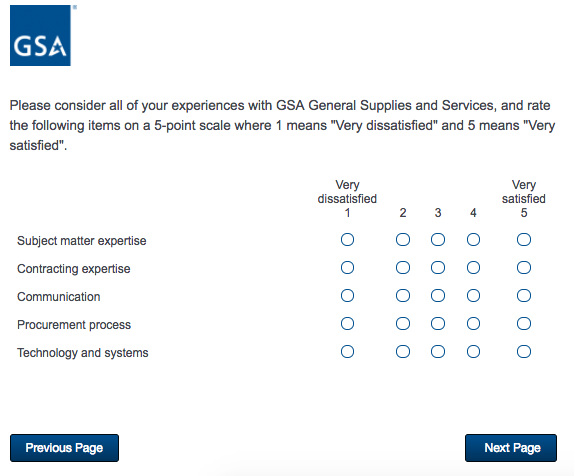 GSA
Please consider all of your experiences with GSA General Supplies and Services, and rate
the following items on a 5-point scale where 1 means "Very dissatisfied" and 5 means "Very
satisfied".
Very dissatisfied 1 2 3 4 Very satisfied 5
Subject matter expertise
Contracting expertise
Communication
Procurement process
Technology and systems
Previous Page Next Page